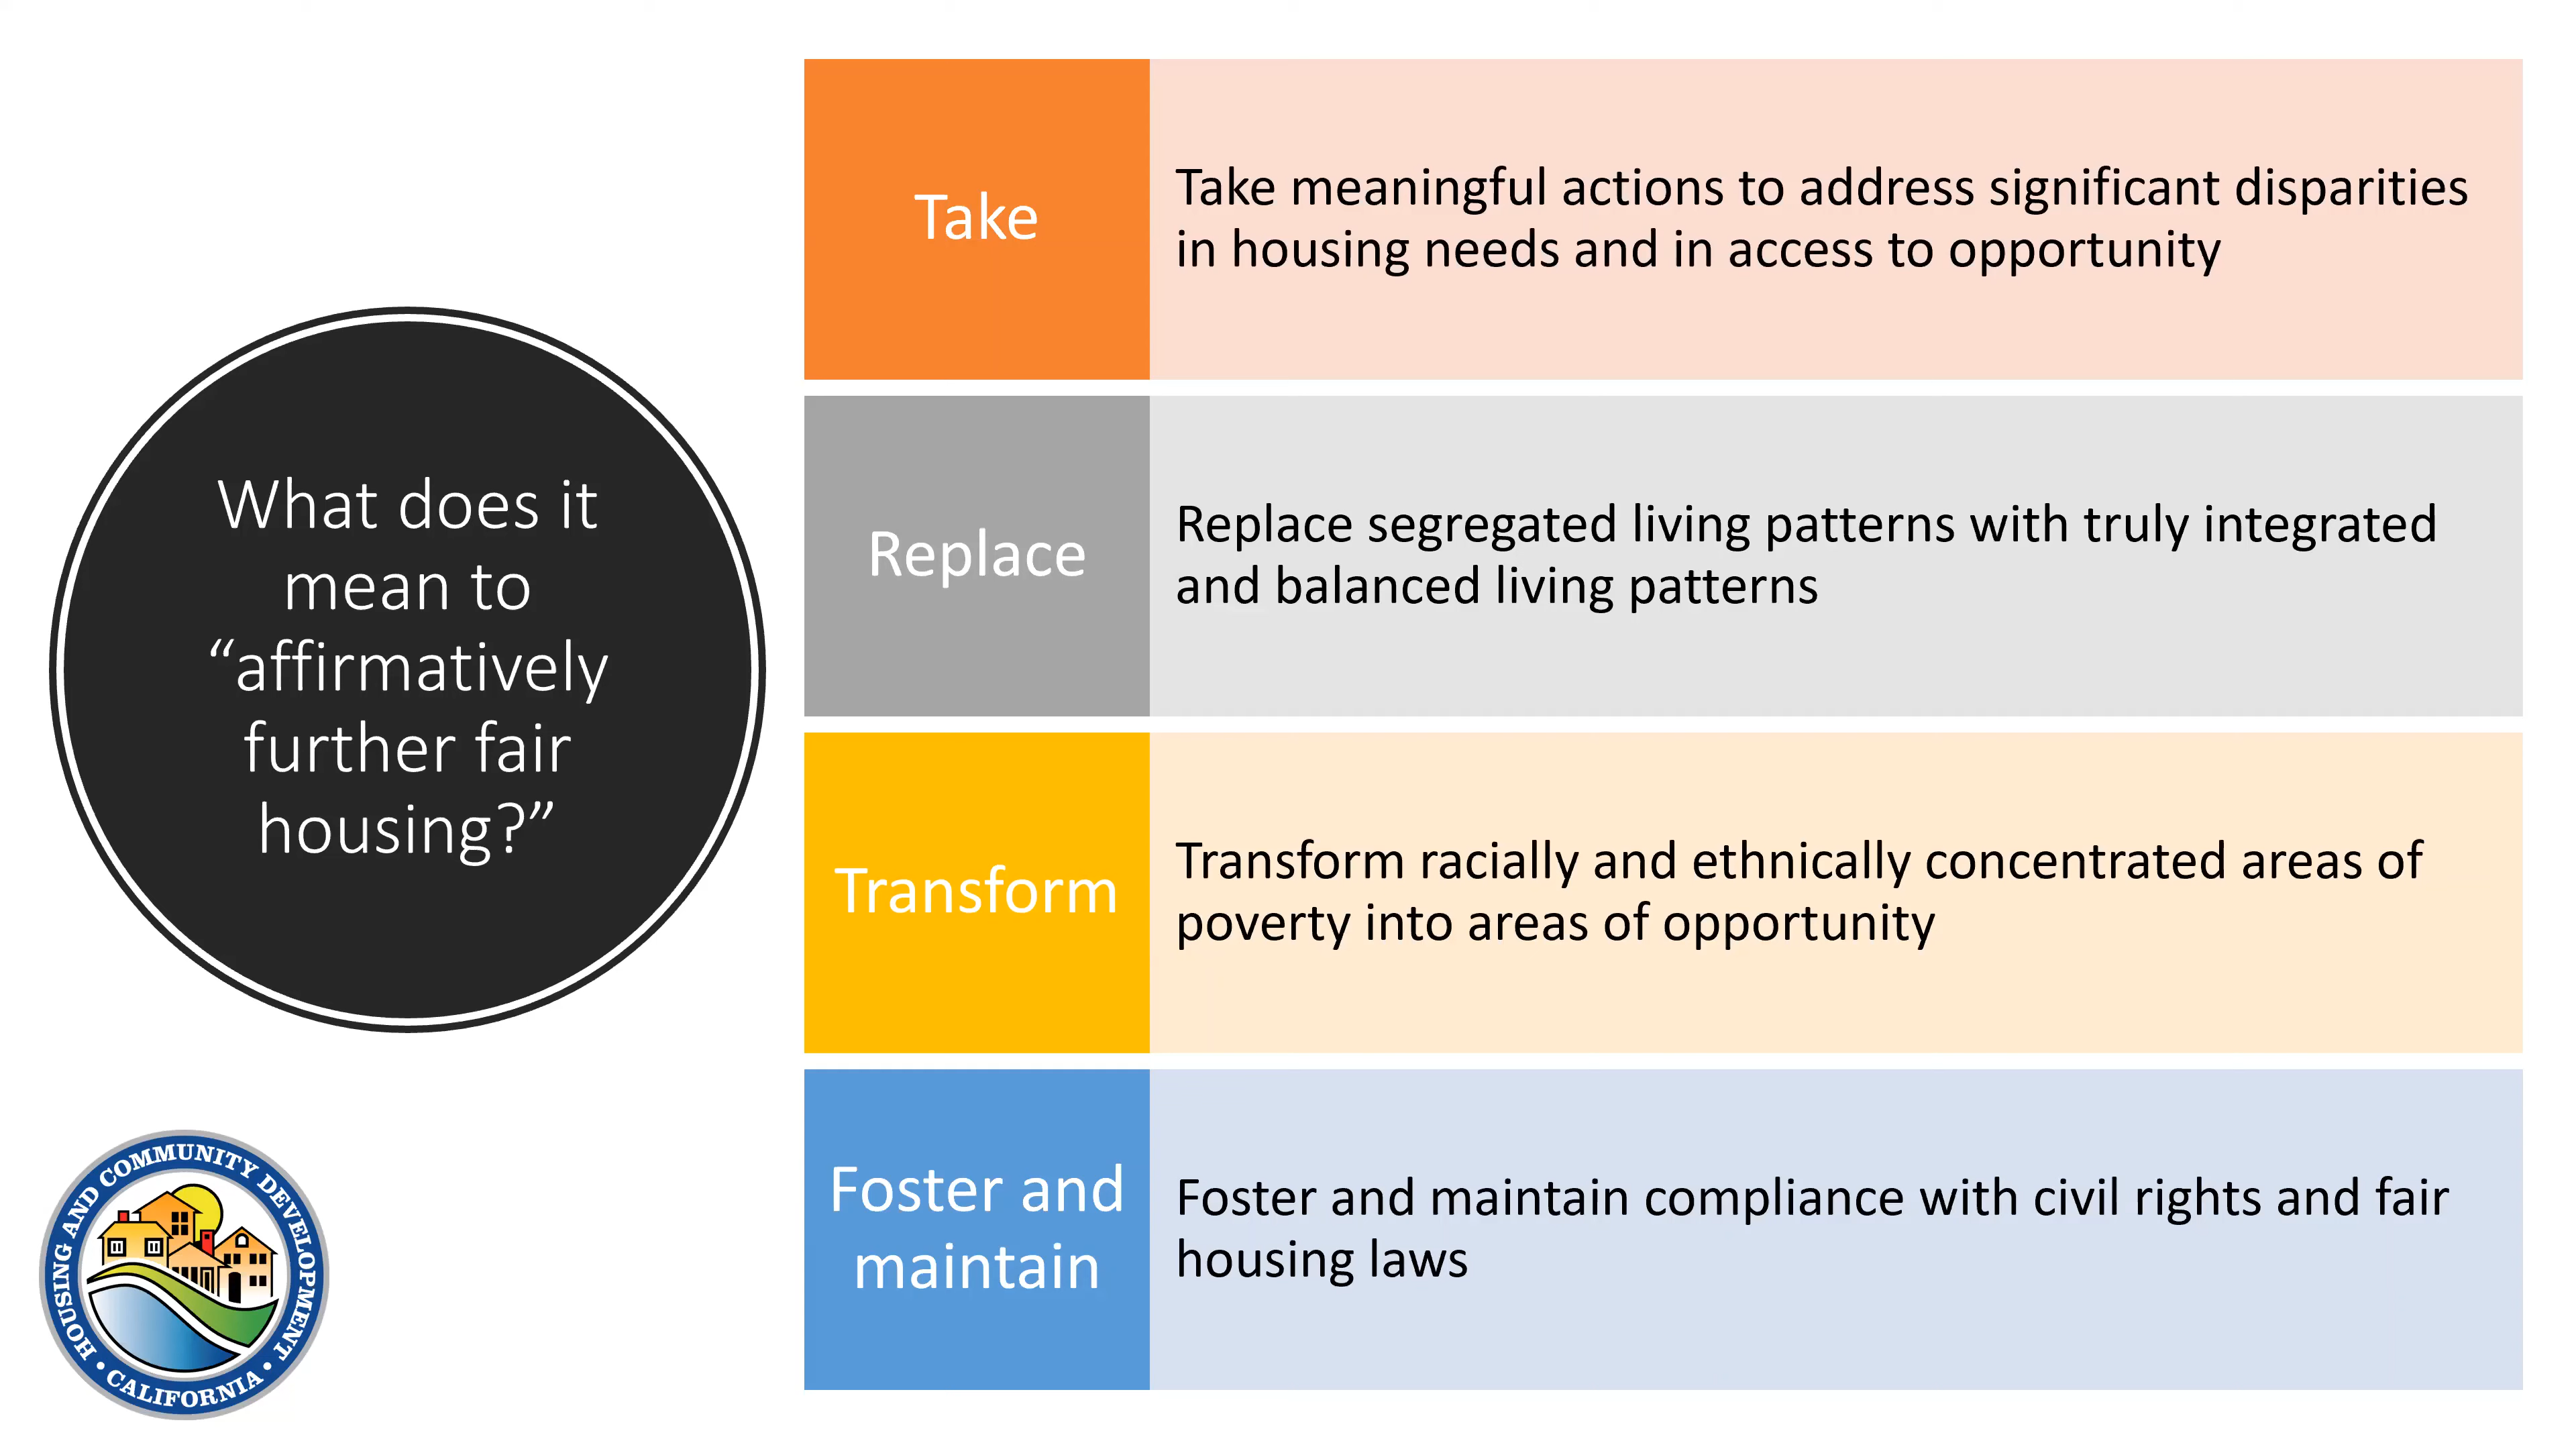 What does it
mean to
“affirmatively
further fair
housing?”
Take
Take meaningful actions to address significant disparities
in housing needs and in access to opportunity
Replace
Replace segregated living patterns with truly integrated
and balanced living patterns
Transform
Transform racially and ethnically concentrated areas of
poverty into areas of opportunity
Foster and
maintain
Foster and maintain compliance with civil rights and fair
housing laws
HOUSING AND COMMUNITY DEVELOPMENT
• CALIFORNIA •